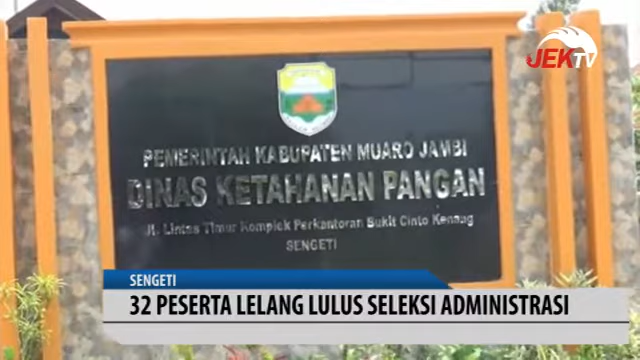 JEKTV
PEMERINTAH KABUPATEN MUARO JAMBI
DINAS KETAHANAN PANGAN
Jl. Lintas Timur Komplek Perkantoran Bukit Cinto Kenang
SENGETI
SENGETI
32 PESERTA LELANG LULUS SELEKSI ADMINISTRASI